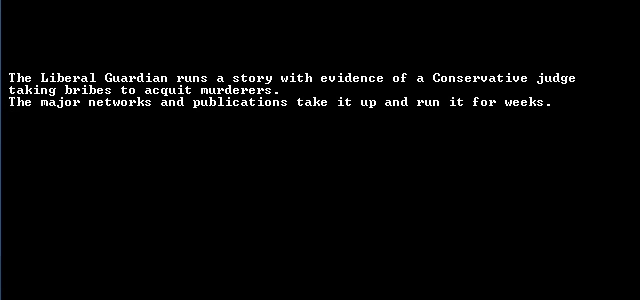 The Liberal Guardian runs a story with evidence of a Conservative judge
taking bribes to acquit murderers.
The major networks and publications take it up and run it for weeks.